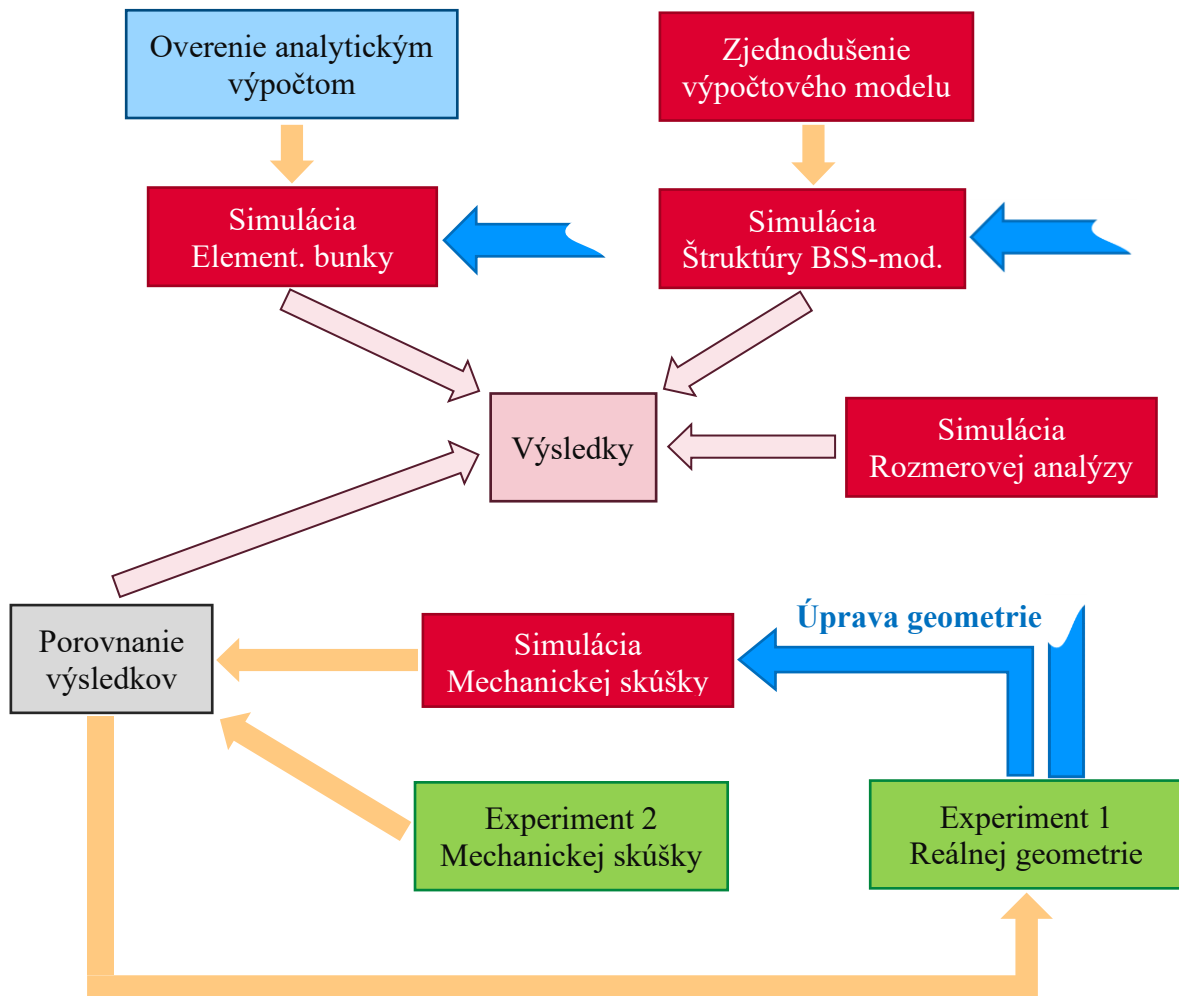 Overenie analytickým
výpočtom
Zjednodušenie
výpočtového modelu
Simulácia
Element. bunky
Simulácia
Štruktúry BSS-mod.
Výsledky
Simulácia
Rozmerovej analýzy
Úprava geometrie
Porovnanie
výsledkov
Simulácia
Mechanickej skúšky
Experiment 2
Mechanickej skúšky
Experiment 1
Reálnej geometrie